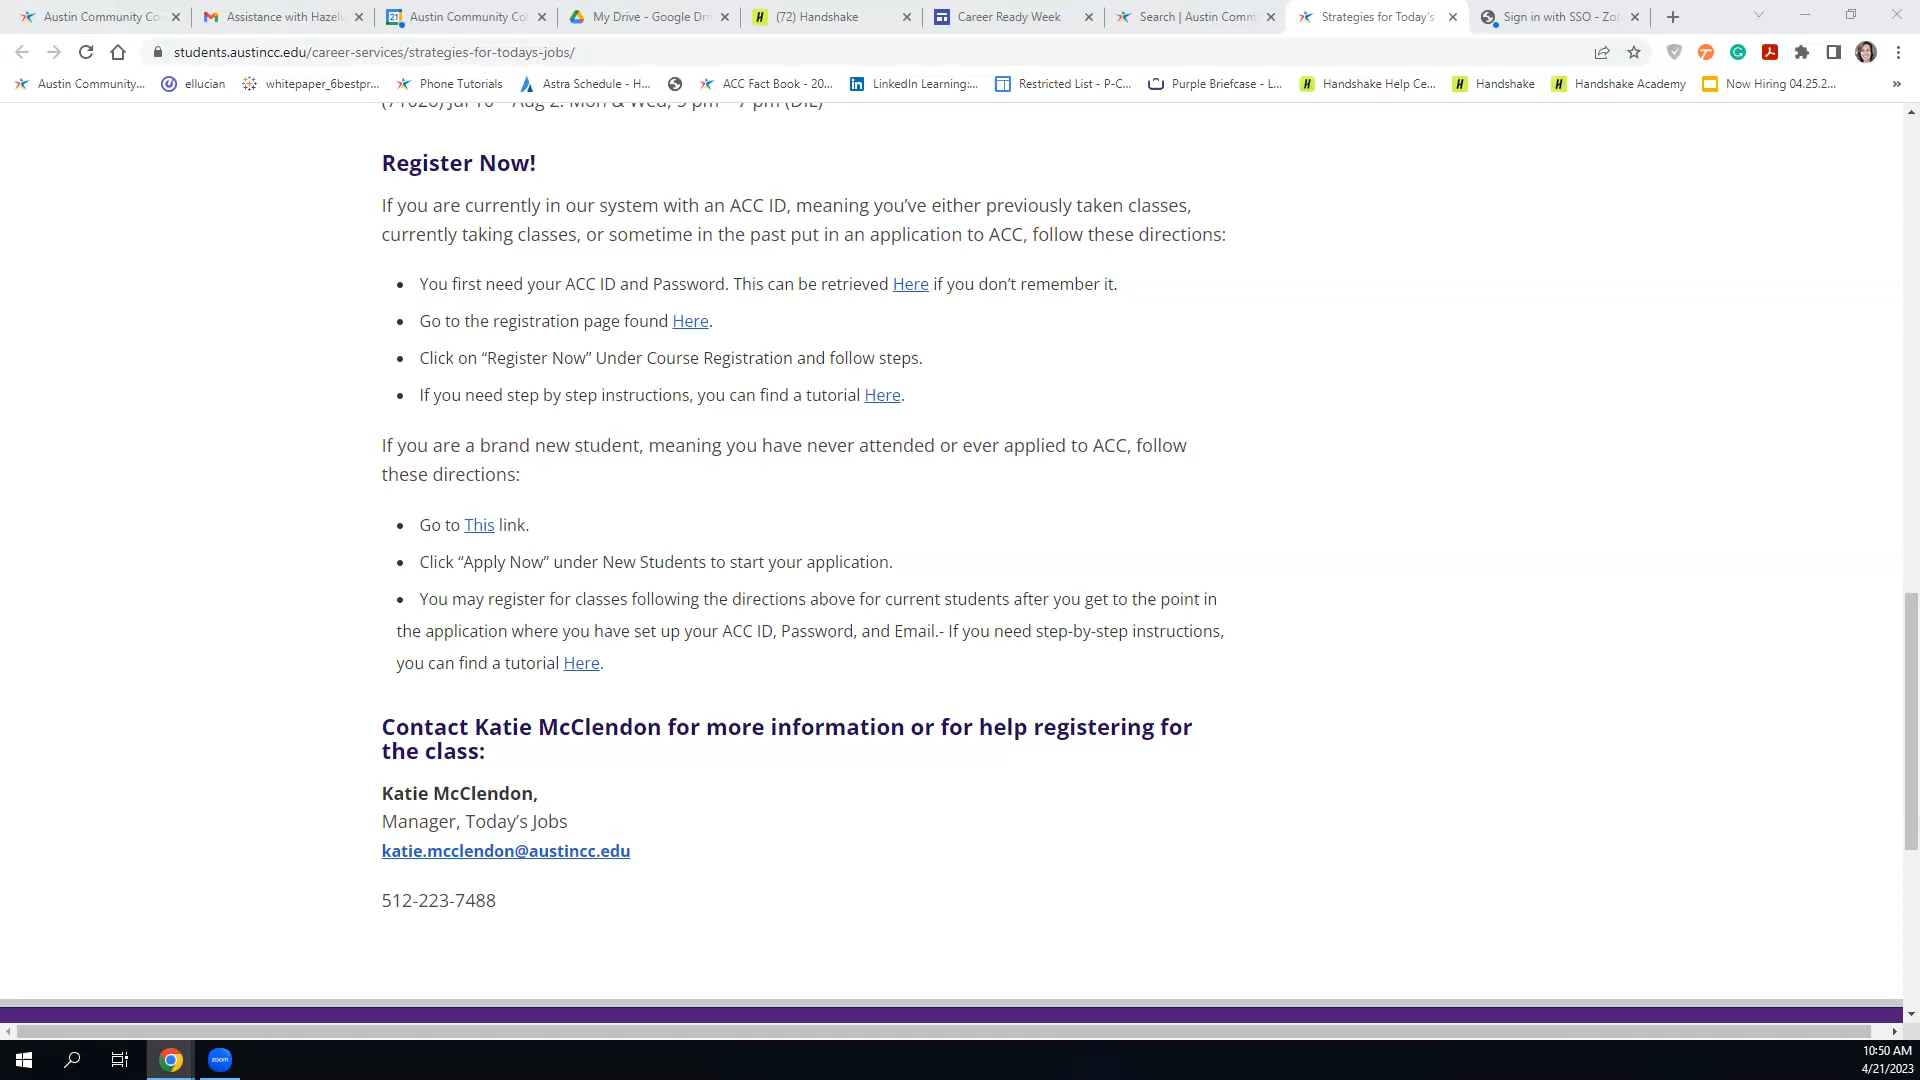 Austin Community Co
Assistance with Hazelw
Austin Community Co
My Drive - Google Dri
(72) Handshake
Career Ready Week
Search | Austin Comm
Strategies for Today's
Sign in with SSO - Zoo
students.austincc.edu/career-services/strategies-for-todays-jobs/
Austin Community...
ellucian
whitepaper_6bestpr...
Phone Tutorials
Astra Schedule - H...
ACC Fact Book - 20...
LinkedIn Learning:...
Restricted List - P-C...
Purple Briefcase - L...
Handshake Help Ce...
Handshake
Handshake Academy
Now Hiring 04.25.2...
»
Register Now!
If you are currently in our system with an ACC ID, meaning you’ve either previously taken classes,
currently taking classes, or sometime in the past put in an application to ACC, follow these directions:
• You first need your ACC ID and Password. This can be retrieved Here if you don’t remember it.
• Go to the registration page found Here.
• Click on “Register Now” Under Course Registration and follow steps.
• If you need step by step instructions, you can find a tutorial Here.
If you are a brand new student, meaning you have never attended or ever applied to ACC, follow
these directions:
• Go to This link.
• Click “Apply Now” under New Students to start your application.
• You may register for classes following the directions above for current students after you get to the point in
the application where you have set up your ACC ID, Password, and Email.- If you need step-by-step instructions,
you can find a tutorial Here.
Contact Katie McClendon for more information or for help registering for
the class:
Katie McClendon,
Manager, Today’s Jobs
katie.mcclendon@austincc.edu
512-223-7488
zoom
10:50 AM
4/21/2023